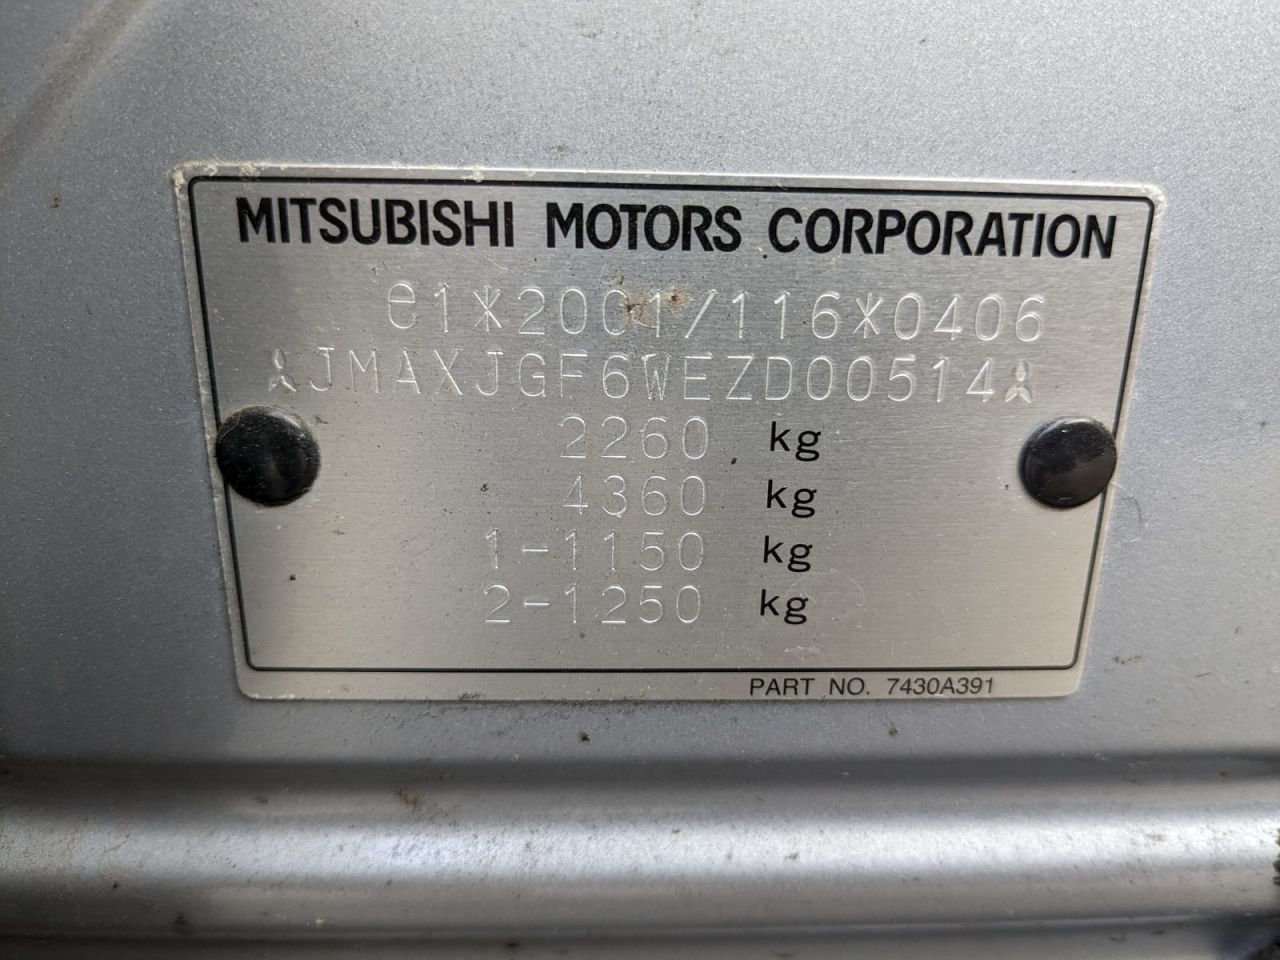 MITSUBISHI MOTORS CORPORATION
e1*2001/116*0406
JMAXJGF6WEZD00514
2260 kg
4360 kg
1-1150 kg
2-1250 kg
PART NO. 7430A391